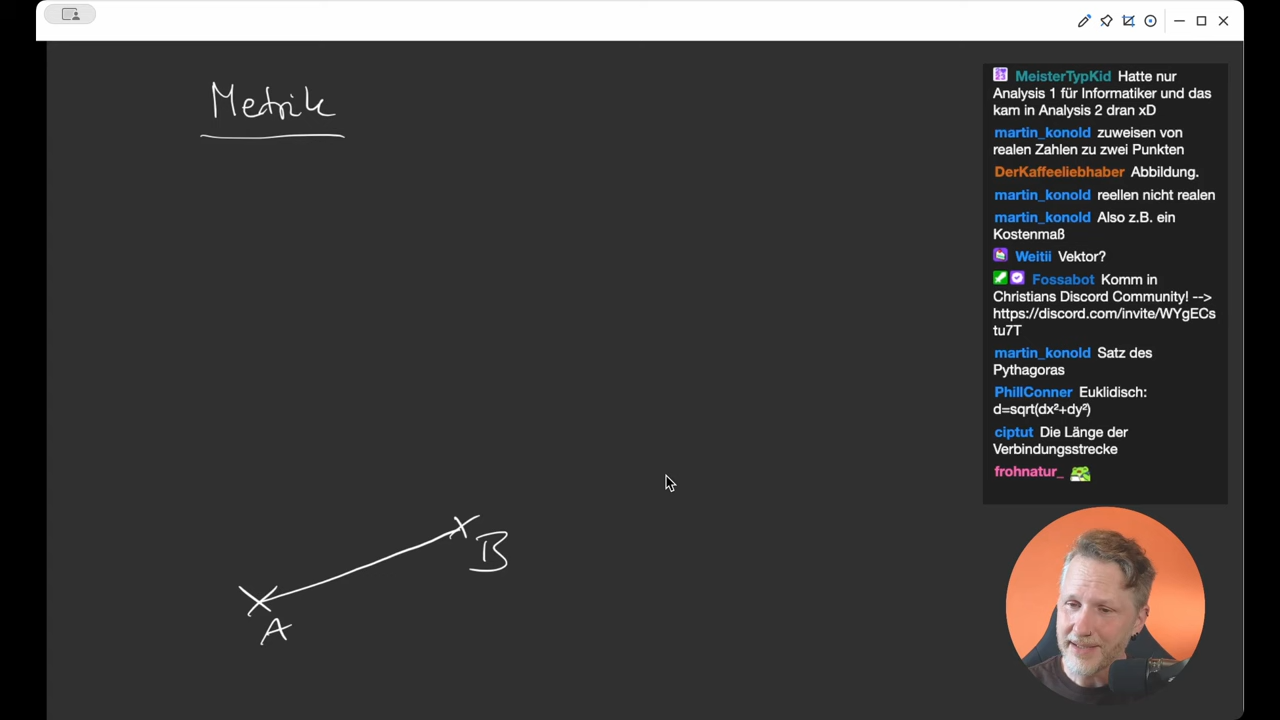 Metrik
MeisterTypKid Hatte nur
Analysis 1 für Informatiker und das
kam in Analysis 2 dran xD
martin_konold zuweisen von
realen Zahlen zu zwei Punkten
DerKaffeeliebhaber Abbildung.
martin_konold reellen nicht realen
martin_konold Also z.B. ein
Kostenmaß
Weitii Vektor?
Fossabot Komm in
Christians Discord Community! -->
https://discord.com/invite/WYgECs
tu7T
martin_konold Satz des
Pythagoras
PhillConner Euklidisch:
d=sqrt(dx²+dy²)
ciptut Die Länge der
Verbindungsstrecke
frohnatur_
B
A